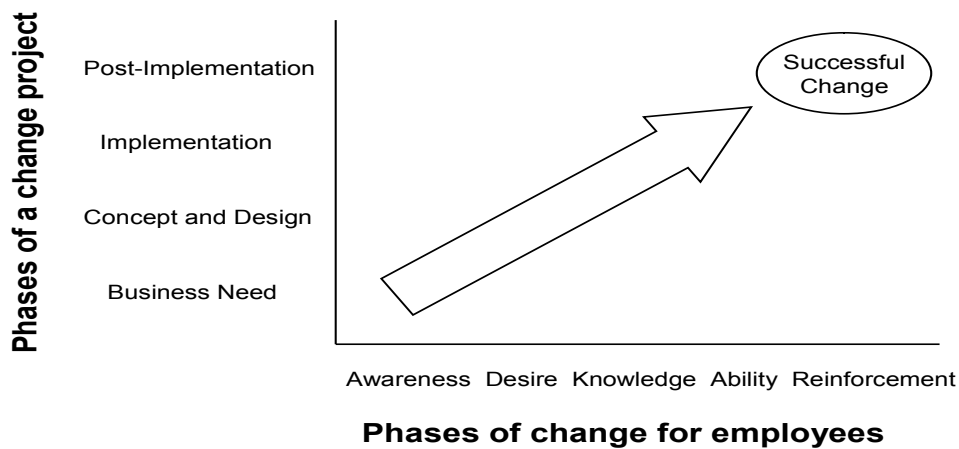 Phases of a change project
Post-Implementation
Implementation
Concept and Design
Business Need
Successful
Change
Awareness Desire Knowledge Ability Reinforcement
Phases of change for employees